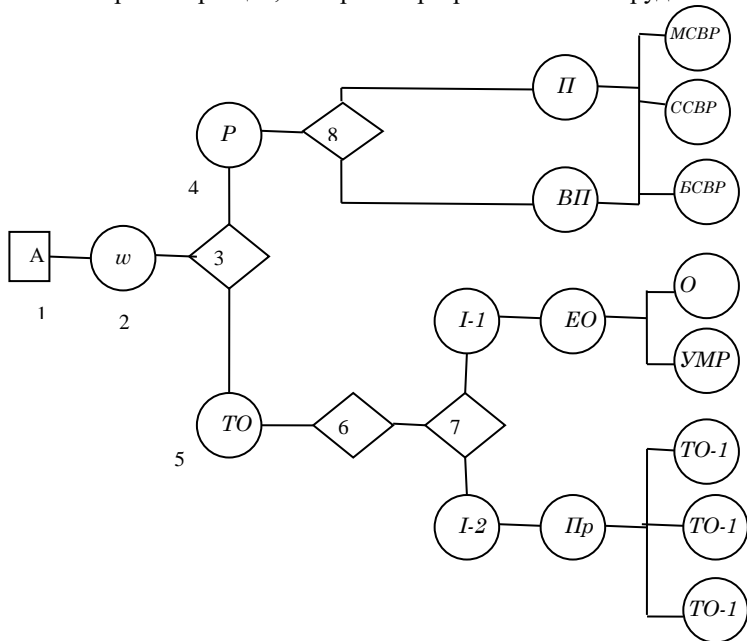 МСВР
П
ССВР
Р
8
4
ВП
БСВР
А
w
3
1
2
О
I-1
ЕО
УМР
ТО
6
7
5
ТО-1
I-2
Пр
ТО-1
ТО-1